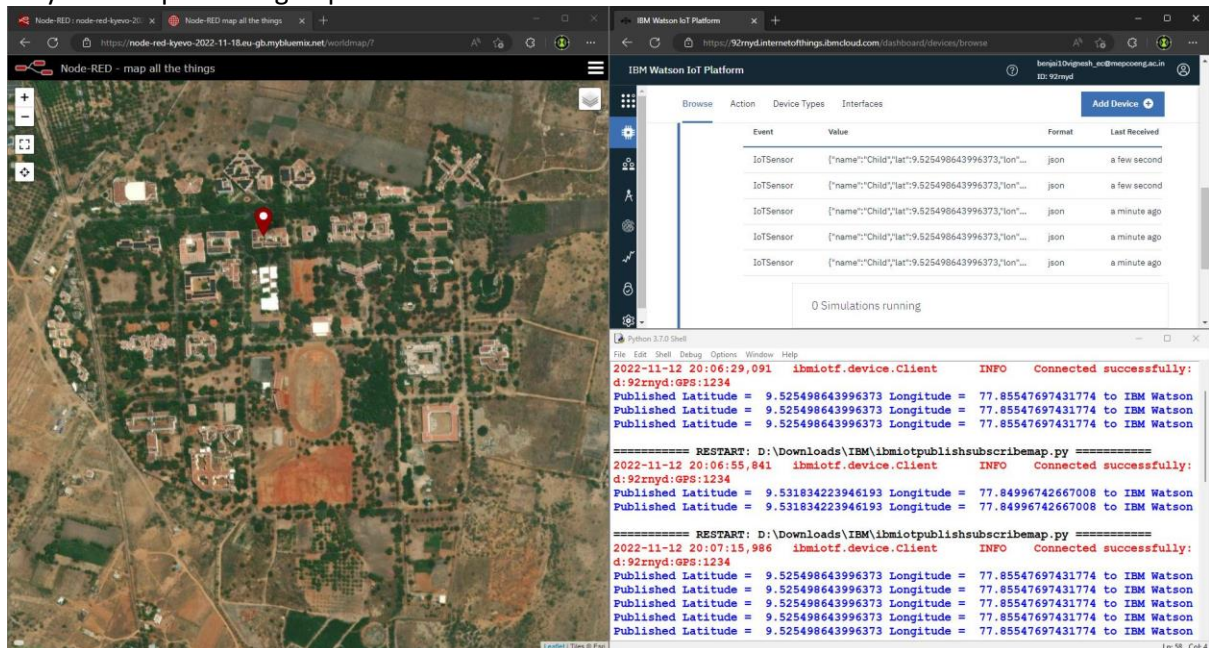 Node-RED : node-red-kyevo-20
Node-RED map all the things
https://node-red-kyevo-2022-11-18.eu-gb.mybluemix.net/worldmap/?
Node-RED - map all the things
+
−
Leaflet | Tiles © Esri
IBM Watson IoT Platform
https://92rnyd.internetofthings.ibmcloud.com/dashboard/devices/browse
IBM Watson IoT Platform
benjai10vignesh_ec@mepcoeng.ac.in
ID: 92rnyd
Browse Action Device Types Interfaces Add Device
Event Value Format Last Received
IoTSensor {"name":"Child","lat":9.525498643996373,"lon"... json a few second
IoTSensor {"name":"Child","lat":9.525498643996373,"lon"... json a few second
IoTSensor {"name":"Child","lat":9.525498643996373,"lon"... json a minute ago
IoTSensor {"name":"Child","lat":9.525498643996373,"lon"... json a minute ago
IoTSensor {"name":"Child","lat":9.525498643996373,"lon"... json a minute ago
0 Simulations running
Python 3.7.0 Shell
File Edit Shell Debug Options Window Help
2022-11-12 20:06:29,091 ibmiotf.device.Client INFO Connected successfully:
d:92rnyd:GPS:1234
Published Latitude = 9.525498643996373 Longitude = 77.85547697431774 to IBM Watson
Published Latitude = 9.525498643996373 Longitude = 77.85547697431774 to IBM Watson
Published Latitude = 9.525498643996373 Longitude = 77.85547697431774 to IBM Watson
=========== RESTART: D:\Downloads\IBM\ibmiotpublishsubscribemap.py ===========
2022-11-12 20:06:55,841 ibmiotf.device.Client INFO Connected successfully:
d:92rnyd:GPS:1234
Published Latitude = 9.531834223946193 Longitude = 77.84996742667008 to IBM Watson
Published Latitude = 9.531834223946193 Longitude = 77.84996742667008 to IBM Watson
=========== RESTART: D:\Downloads\IBM\ibmiotpublishsubscribemap.py ===========
2022-11-12 20:07:15,986 ibmiotf.device.Client INFO Connected successfully:
d:92rnyd:GPS:1234
Published Latitude = 9.525498643996373 Longitude = 77.85547697431774 to IBM Watson
Published Latitude = 9.525498643996373 Longitude = 77.85547697431774 to IBM Watson
Published Latitude = 9.525498643996373 Longitude = 77.85547697431774 to IBM Watson
Published Latitude = 9.525498643996373 Longitude = 77.85547697431774 to IBM Watson
Published Latitude = 9.525498643996373 Longitude = 77.85547697431774 to IBM Watson
Ln: 58 Col: 4